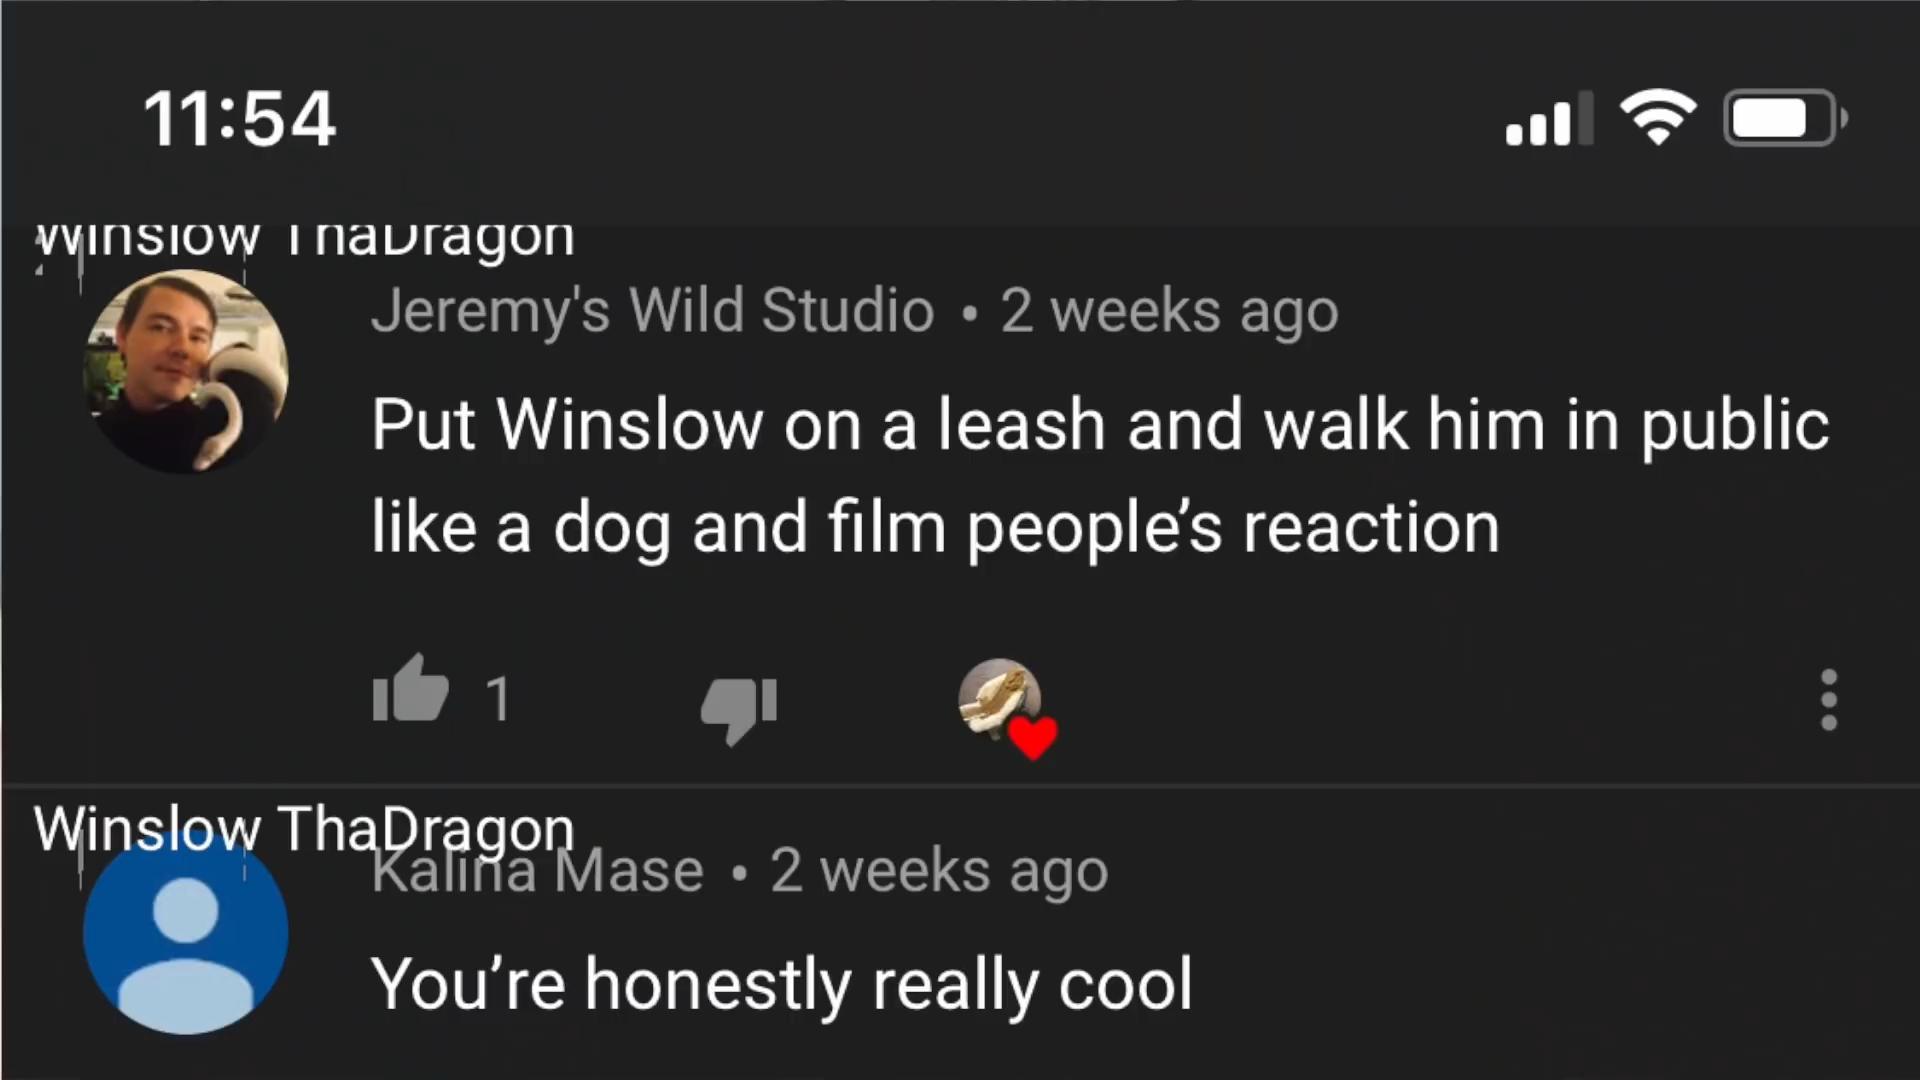 11:54
Winslow ThaDragon
Jeremy's Wild Studio • 2 weeks ago
Put Winslow on a leash and walk him in public
like a dog and film people’s reaction
1
Winslow ThaDragon
Kalina Mase • 2 weeks ago
You’re honestly really cool